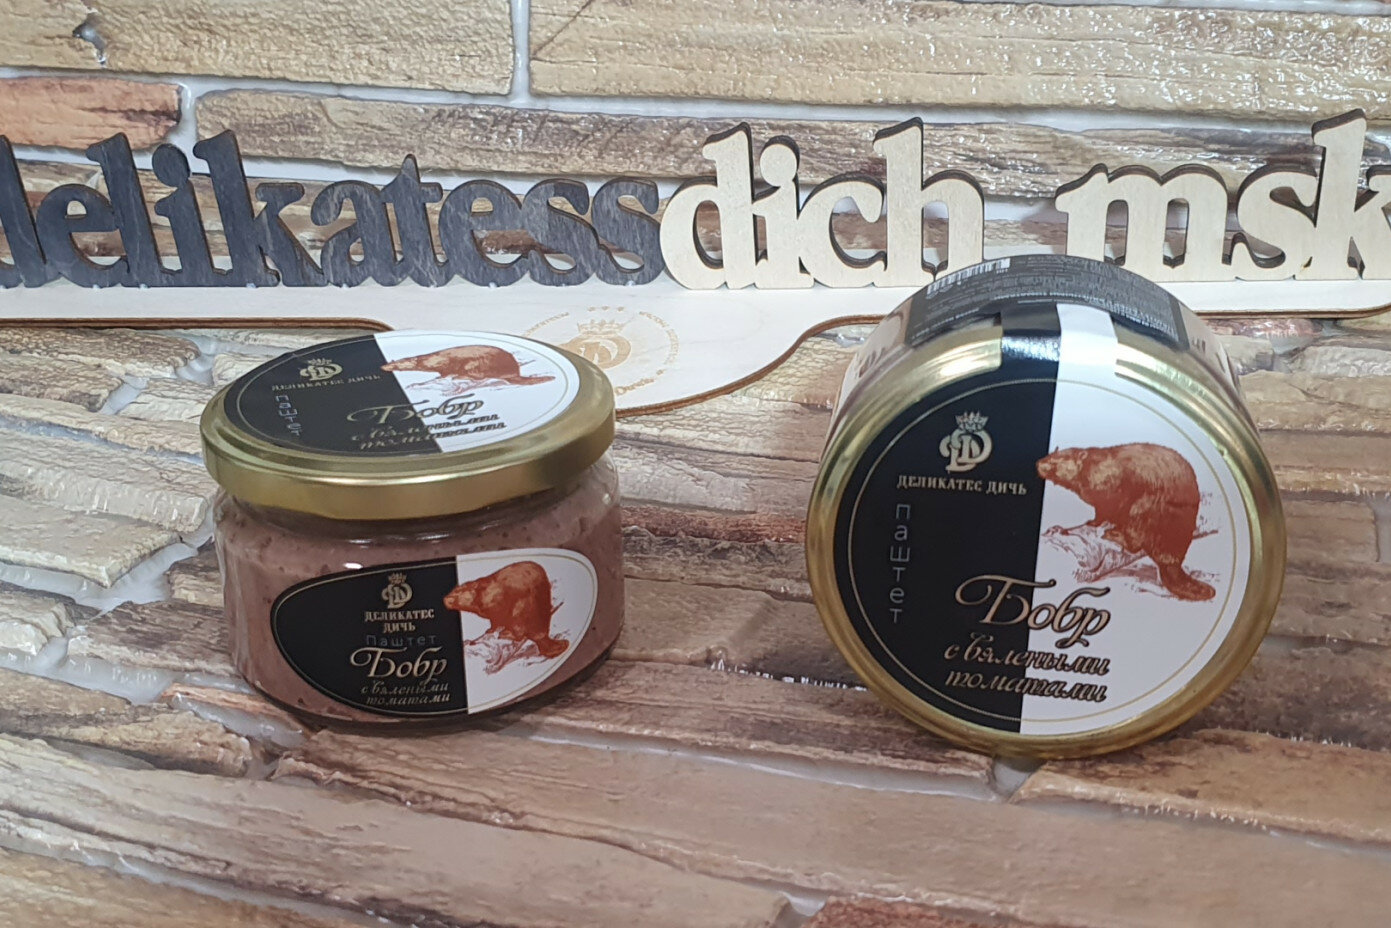 delikatessdich msk
ДЕЛИКАТЕС ДИЧЬ
паштет
Бобр
с вялеными
томатами
ДЕЛИКАТЕС
ДИЧЬ
Паштет
Бобр
с вялеными
томатами
ДЕЛИКАТЕС ДИЧЬ
паштет
Бобр
с вялеными
томатами